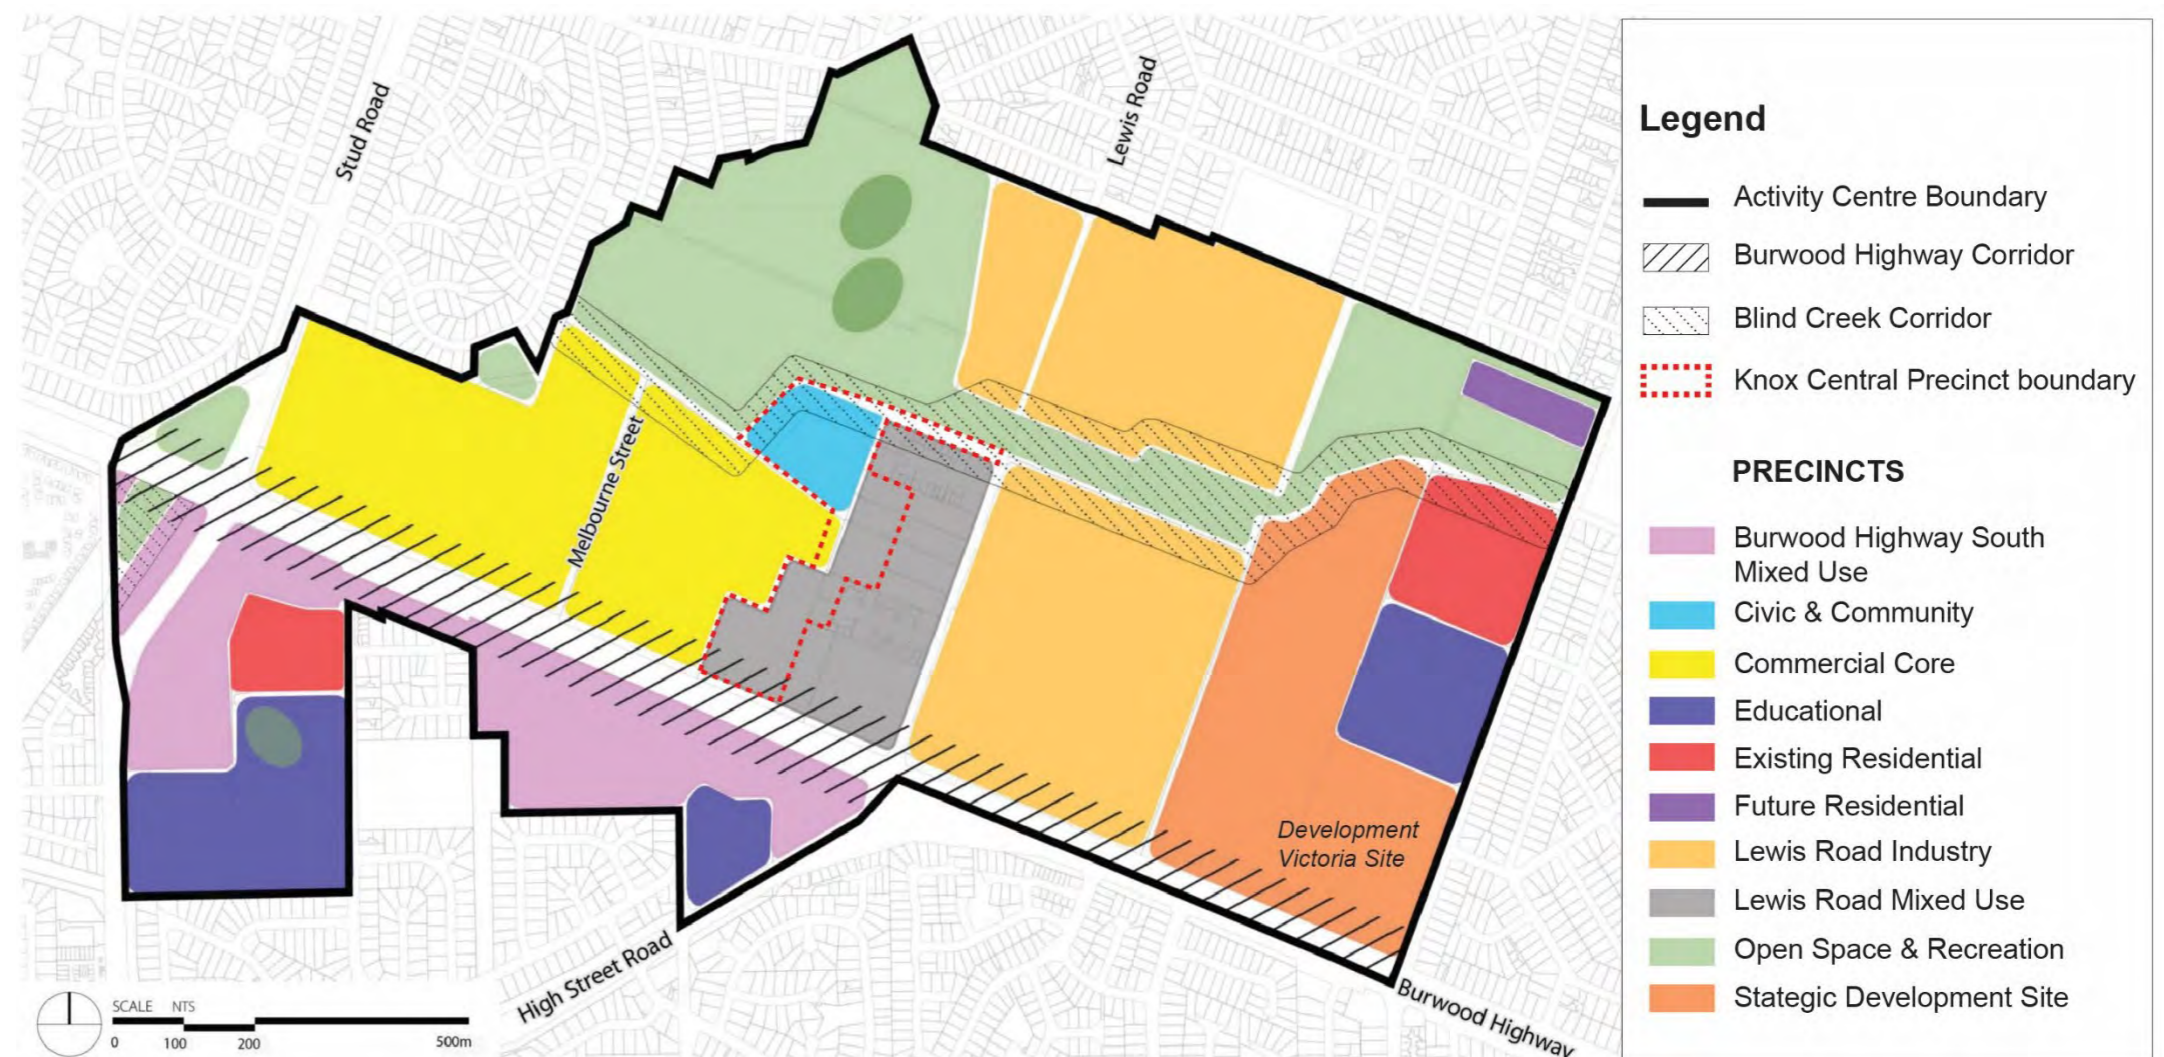 Stud Road
Lewis Road
Melbourne Street
Development
Victoria Site
High Street Road
Burwood Highway
SCALE NTS
0 100 200 500m
Legend
Activity Centre Boundary
Burwood Highway Corridor
Blind Creek Corridor
Knox Central Precinct boundary
PRECINCTS
Burwood Highway South
Mixed Use
Civic & Community
Commercial Core
Educational
Existing Residential
Future Residential
Lewis Road Industry
Lewis Road Mixed Use
Open Space & Recreation
Stategic Development Site